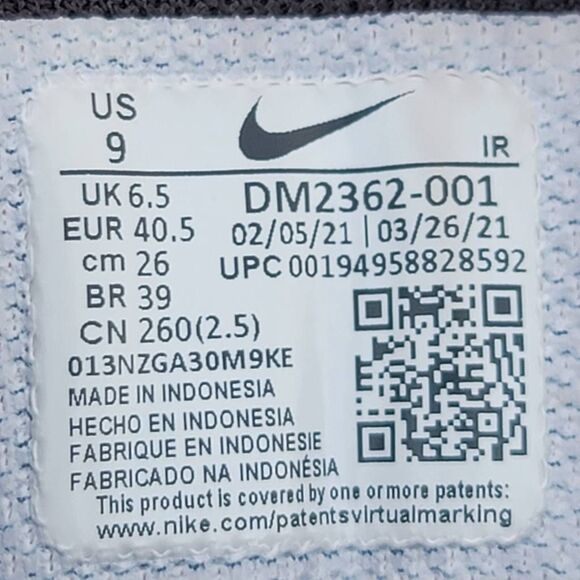 US
9
IR
UK 6.5
DM2362-001
EUR 40.5
02/05/21 | 03/26/21
cm 26
UPC 00194958828592
BR 39
CN 260(2.5)
013NZGA30M9KE
MADE IN INDONESIA
HECHO EN INDONESIA
FABRIQUE EN INDONESIE
FABRICADO NA INDONÉSIA
This product is covered by one or more patents:
www.nike.com/patentsvirtualmarking